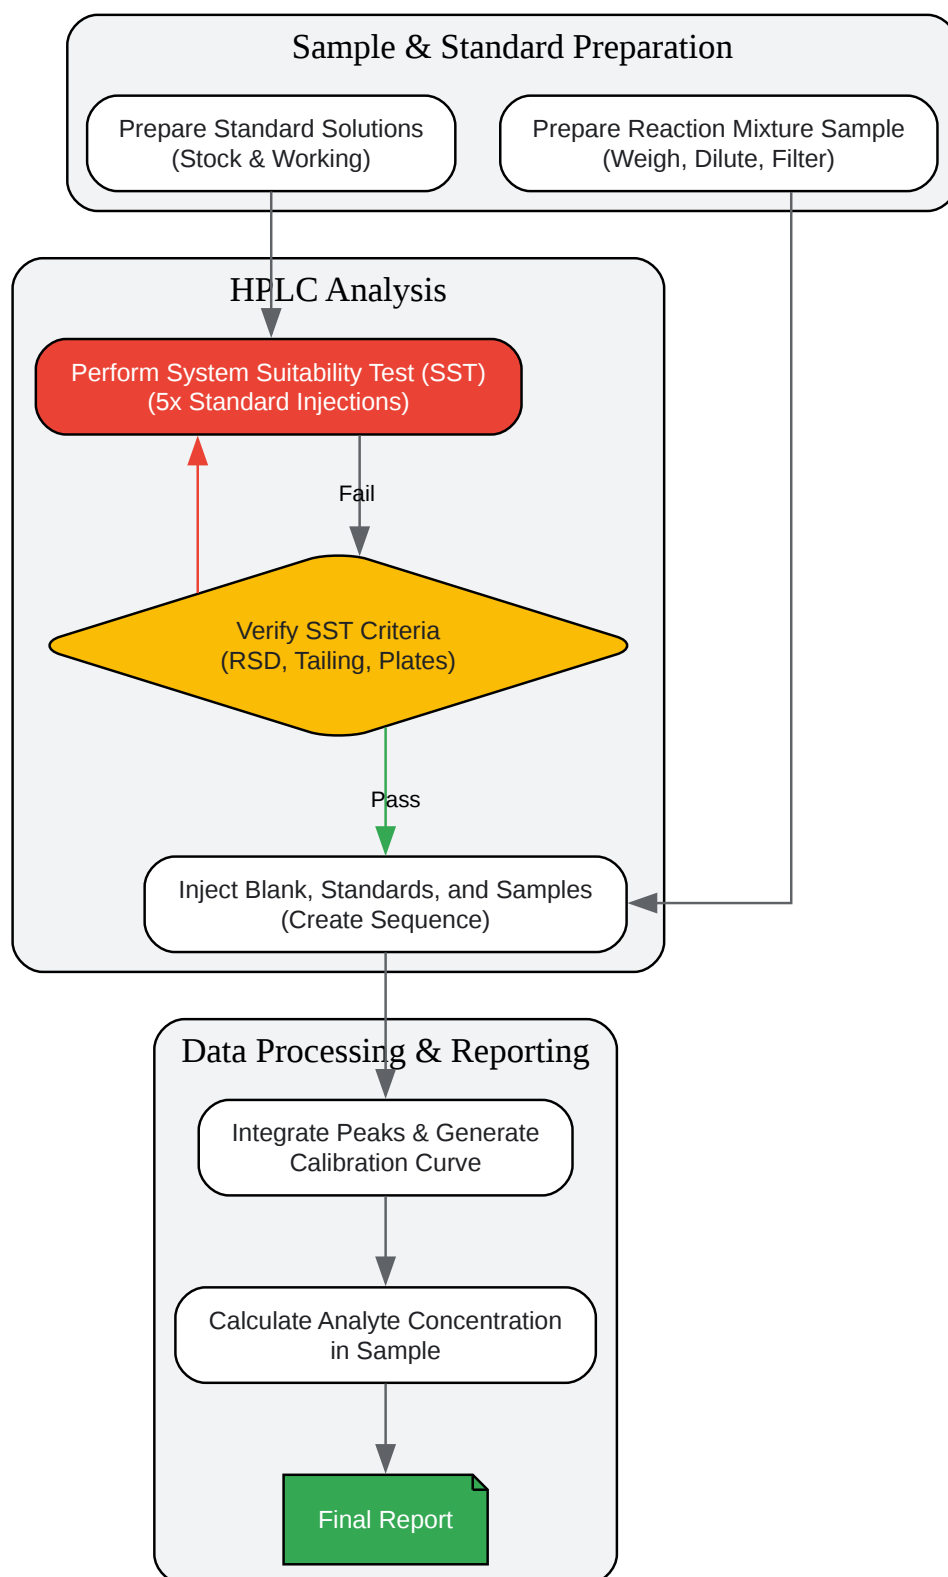 Sample & Standard Preparation
Prepare Standard Solutions
(Stock & Working)
Prepare Reaction Mixture Sample
(Weigh, Dilute, Filter)
HPLC Analysis
Perform System Suitability Test (SST)
(5x Standard Injections)
Fail
Verify SST Criteria
(RSD, Tailing, Plates)
Pass
Inject Blank, Standards, and Samples
(Create Sequence)
Data Processing & Reporting
Integrate Peaks & Generate
Calibration Curve
Calculate Analyte Concentration
in Sample
Final Report